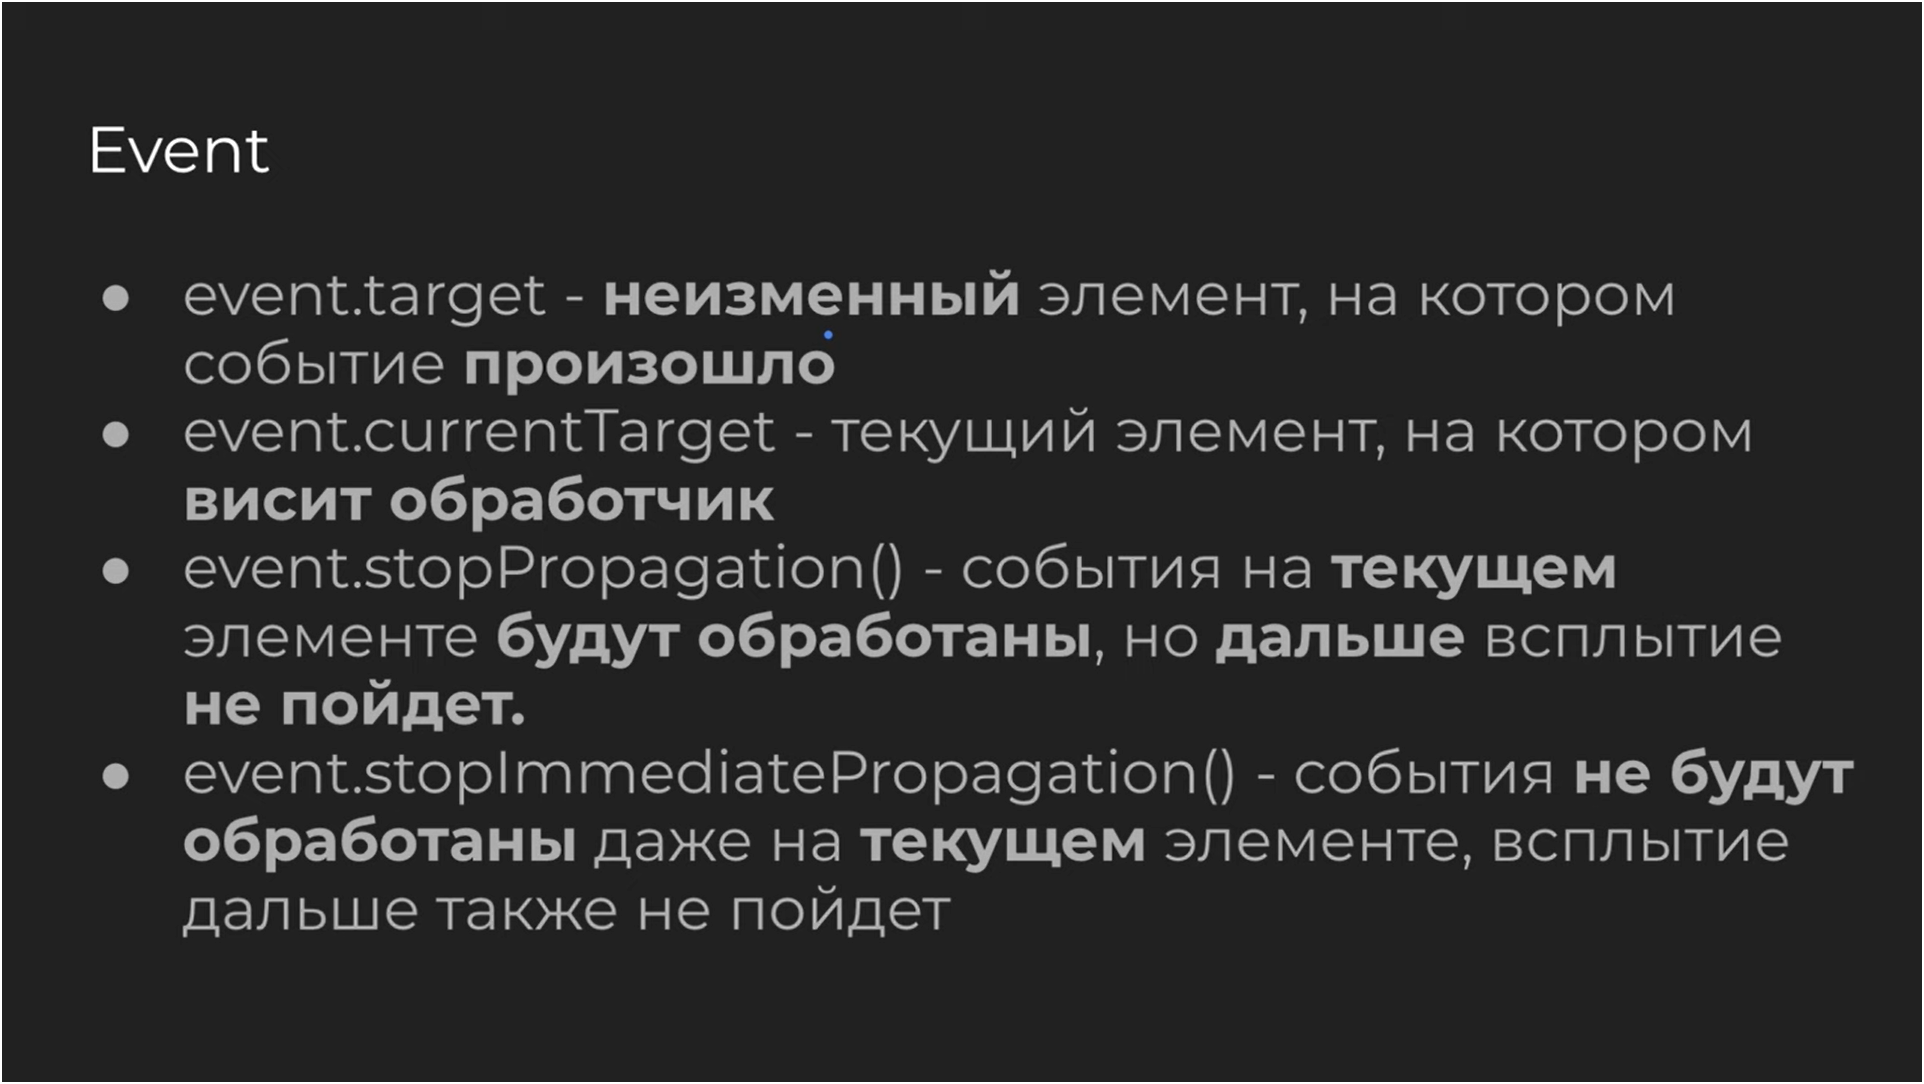 Event
● event.target - неизменный элемент, на котором
событие произошло
● event.currentTarget - текущий элемент, на котором
висит обработчик
● event.stopPropagation() - события на текущем
элементе будут обработаны, но дальше всплытие
не пойдет.
● event.stopImmediatePropagation() - события не будут
обработаны даже на текущем элементе, всплытие
дальше также не пойдет